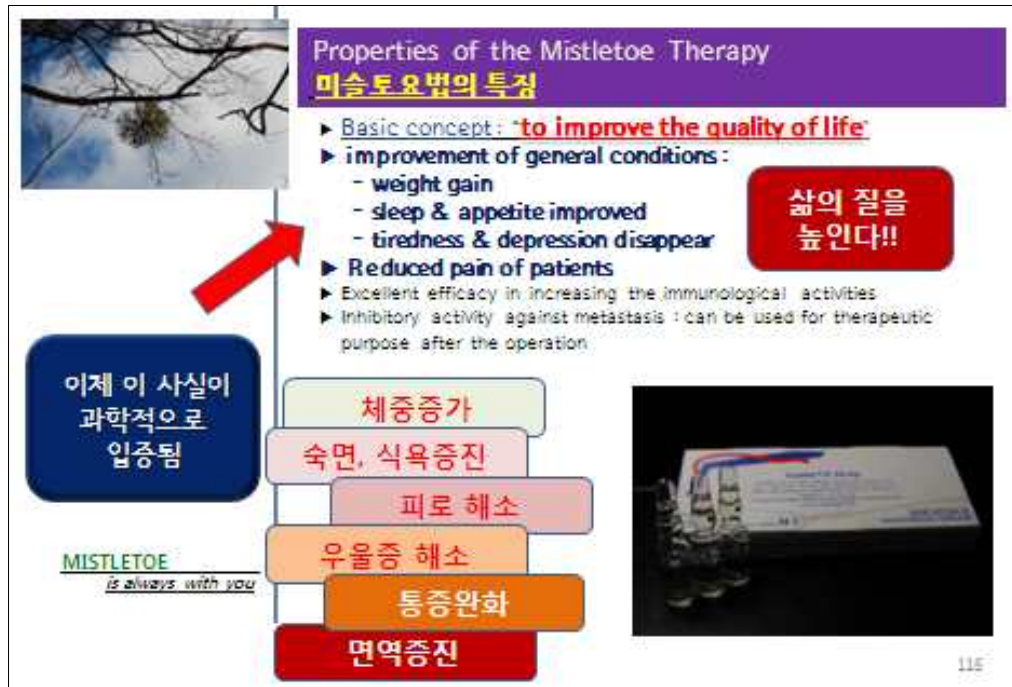 Properties of the Mistletoe Therapy
미슬토요법의 특징
▶ Basic concept : "to improve the quality of life"
▶ improvement of general conditions :
- weight gain
- sleep & appetite improved
- tiredness & depression disappear
▶ Reduced pain of patients
▶ Excellent efficacy in increasing the immunological activities
▶ Inhibitory activity against metastasis : can be used for therapeutic
purpose after the operation
삶의 질을
높인다!!
이제 이 사실이
과학적으로
입증됨
체중증가
숙면, 식욕증진
피로 해소
우울증 해소
통증완화
면역증진
MISTLETOE
is always with you